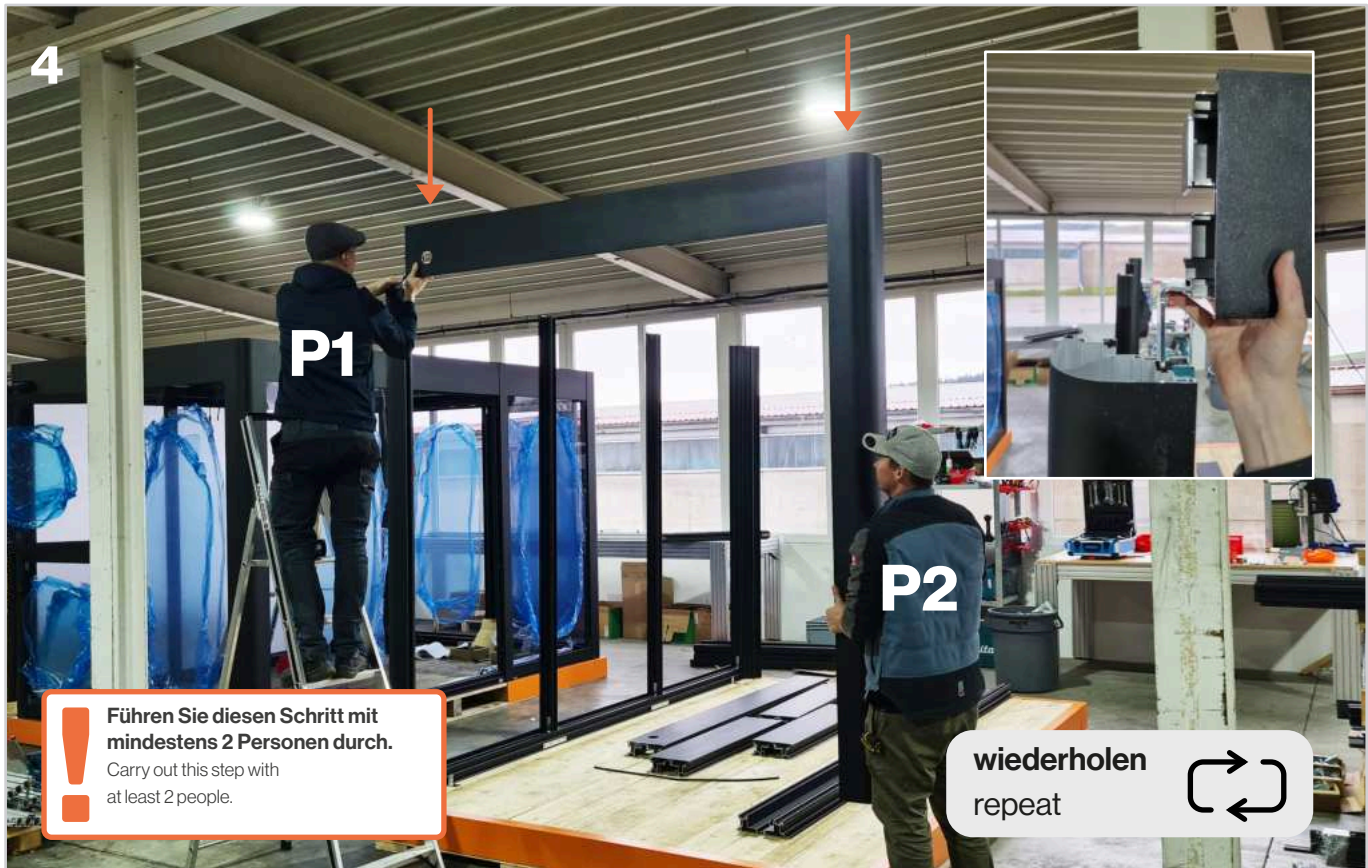 4
P1
P2
Führen Sie diesen Schritt mit
mindestens 2 Personen durch.
Carry out this step with
at least 2 people.
wiederholen
repeat